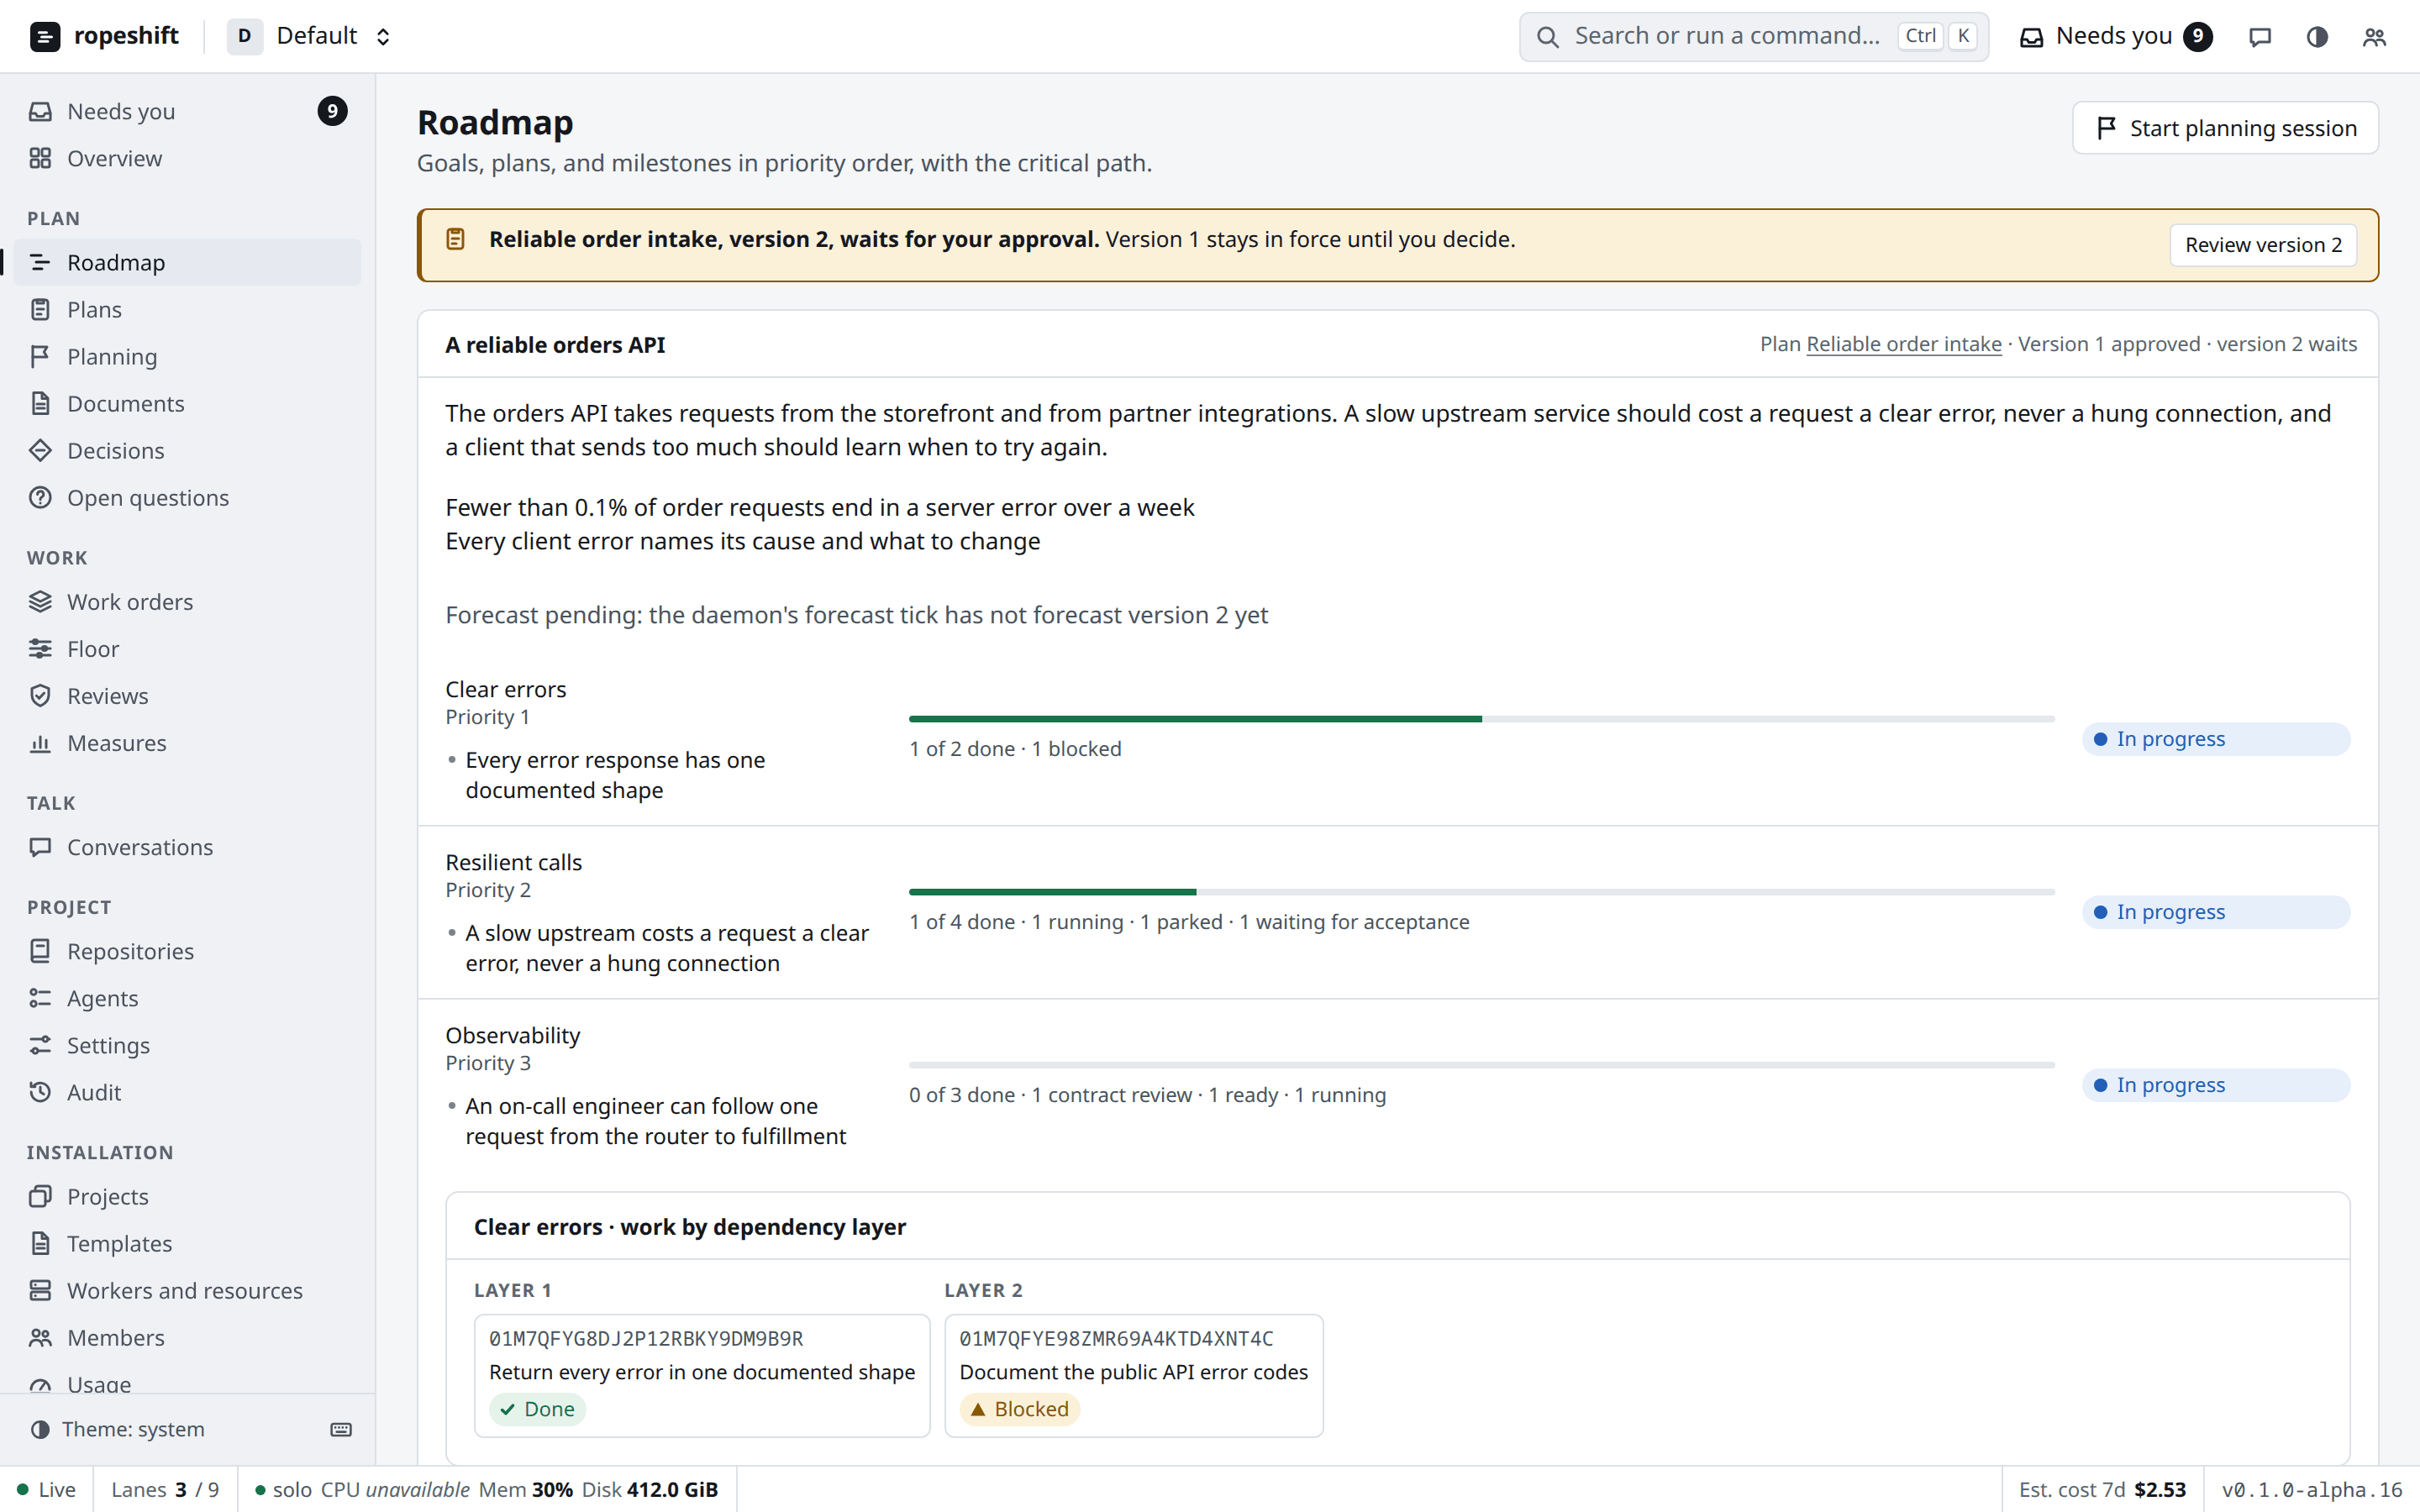 ropeshift
D Default
Search or run a command... Ctrl K
Needs you 9
Needs you 9
Overview
PLAN
Roadmap
Plans
Planning
Documents
Decisions
Open questions
WORK
Work orders
Floor
Reviews
Measures
TALK
Conversations
PROJECT
Repositories
Agents
Settings
Audit
INSTALLATION
Projects
Templates
Workers and resources
Members
Usage
Theme: system
Roadmap
Goals, plans, and milestones in priority order, with the critical path.
Start planning session
Reliable order intake, version 2, waits for your approval. Version 1 stays in force until you decide.
Review version 2
A reliable orders API
Plan Reliable order intake · Version 1 approved · version 2 waits
The orders API takes requests from the storefront and from partner integrations. A slow upstream service should cost a request a clear error, never a hung connection, and
a client that sends too much should learn when to try again.
Fewer than 0.1% of order requests end in a server error over a week
Every client error names its cause and what to change
Forecast pending: the daemon's forecast tick has not forecast version 2 yet
Clear errors
Priority 1
• Every error response has one
documented shape
1 of 2 done · 1 blocked
In progress
Resilient calls
Priority 2
• A slow upstream costs a request a clear
error, never a hung connection
1 of 4 done · 1 running · 1 parked · 1 waiting for acceptance
In progress
Observability
Priority 3
• An on-call engineer can follow one
request from the router to fulfillment
0 of 3 done · 1 contract review · 1 ready · 1 running
In progress
Clear errors · work by dependency layer
LAYER 1
01M7QFYG8DJ2P12RBKY9DM9B9R
Return every error in one documented shape
Done
LAYER 2
01M7QFYE98ZMR69A4KTD4XNT4C
Document the public API error codes
Blocked
Live
Lanes 3 / 9
solo CPU unavailable Mem 30% Disk 412.0 GiB
Est. cost 7d $2.53
v0.1.0-alpha.16